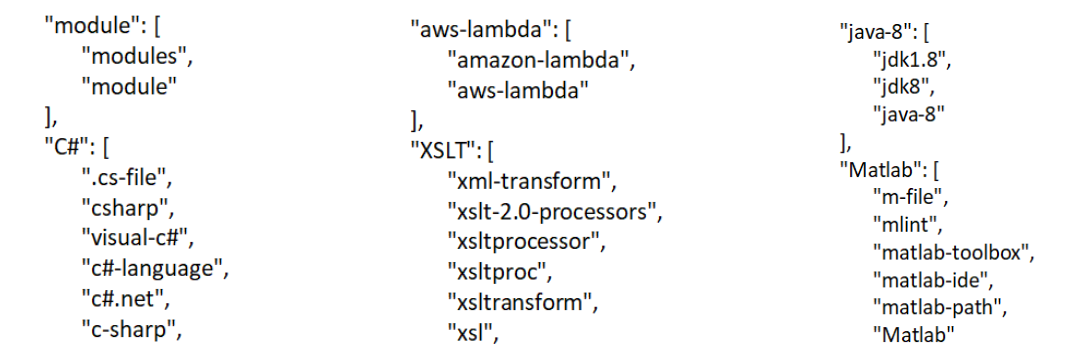 "module": [
"modules",
"module"
],
"C#": [
".cs-file",
"csharp",
"visual-c#",
"c#-language",
"c#.net",
"c-sharp",
"aws-lambda": [
"amazon-lambda",
"aws-lambda"
],
"XSLT": [
"xml-transform",
"xslt-2.0-processors",
"xsltprocessor",
"xsltproc",
"xsltransform",
"xsl",
"java-8": [
"jdk1.8",
"jdk8",
"java-8"
],
"Matlab": [
"m-file",
"mlint",
"matlab-toolbox",
"matlab-ide",
"matlab-path",
"Matlab"